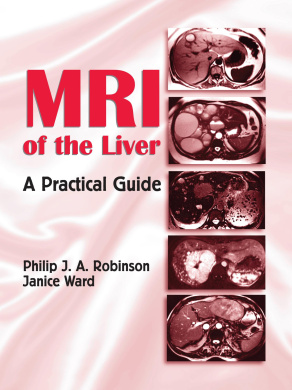 MRI
of the Liver
A Practical Guide
Philip J. A. Robinson
Janice Ward